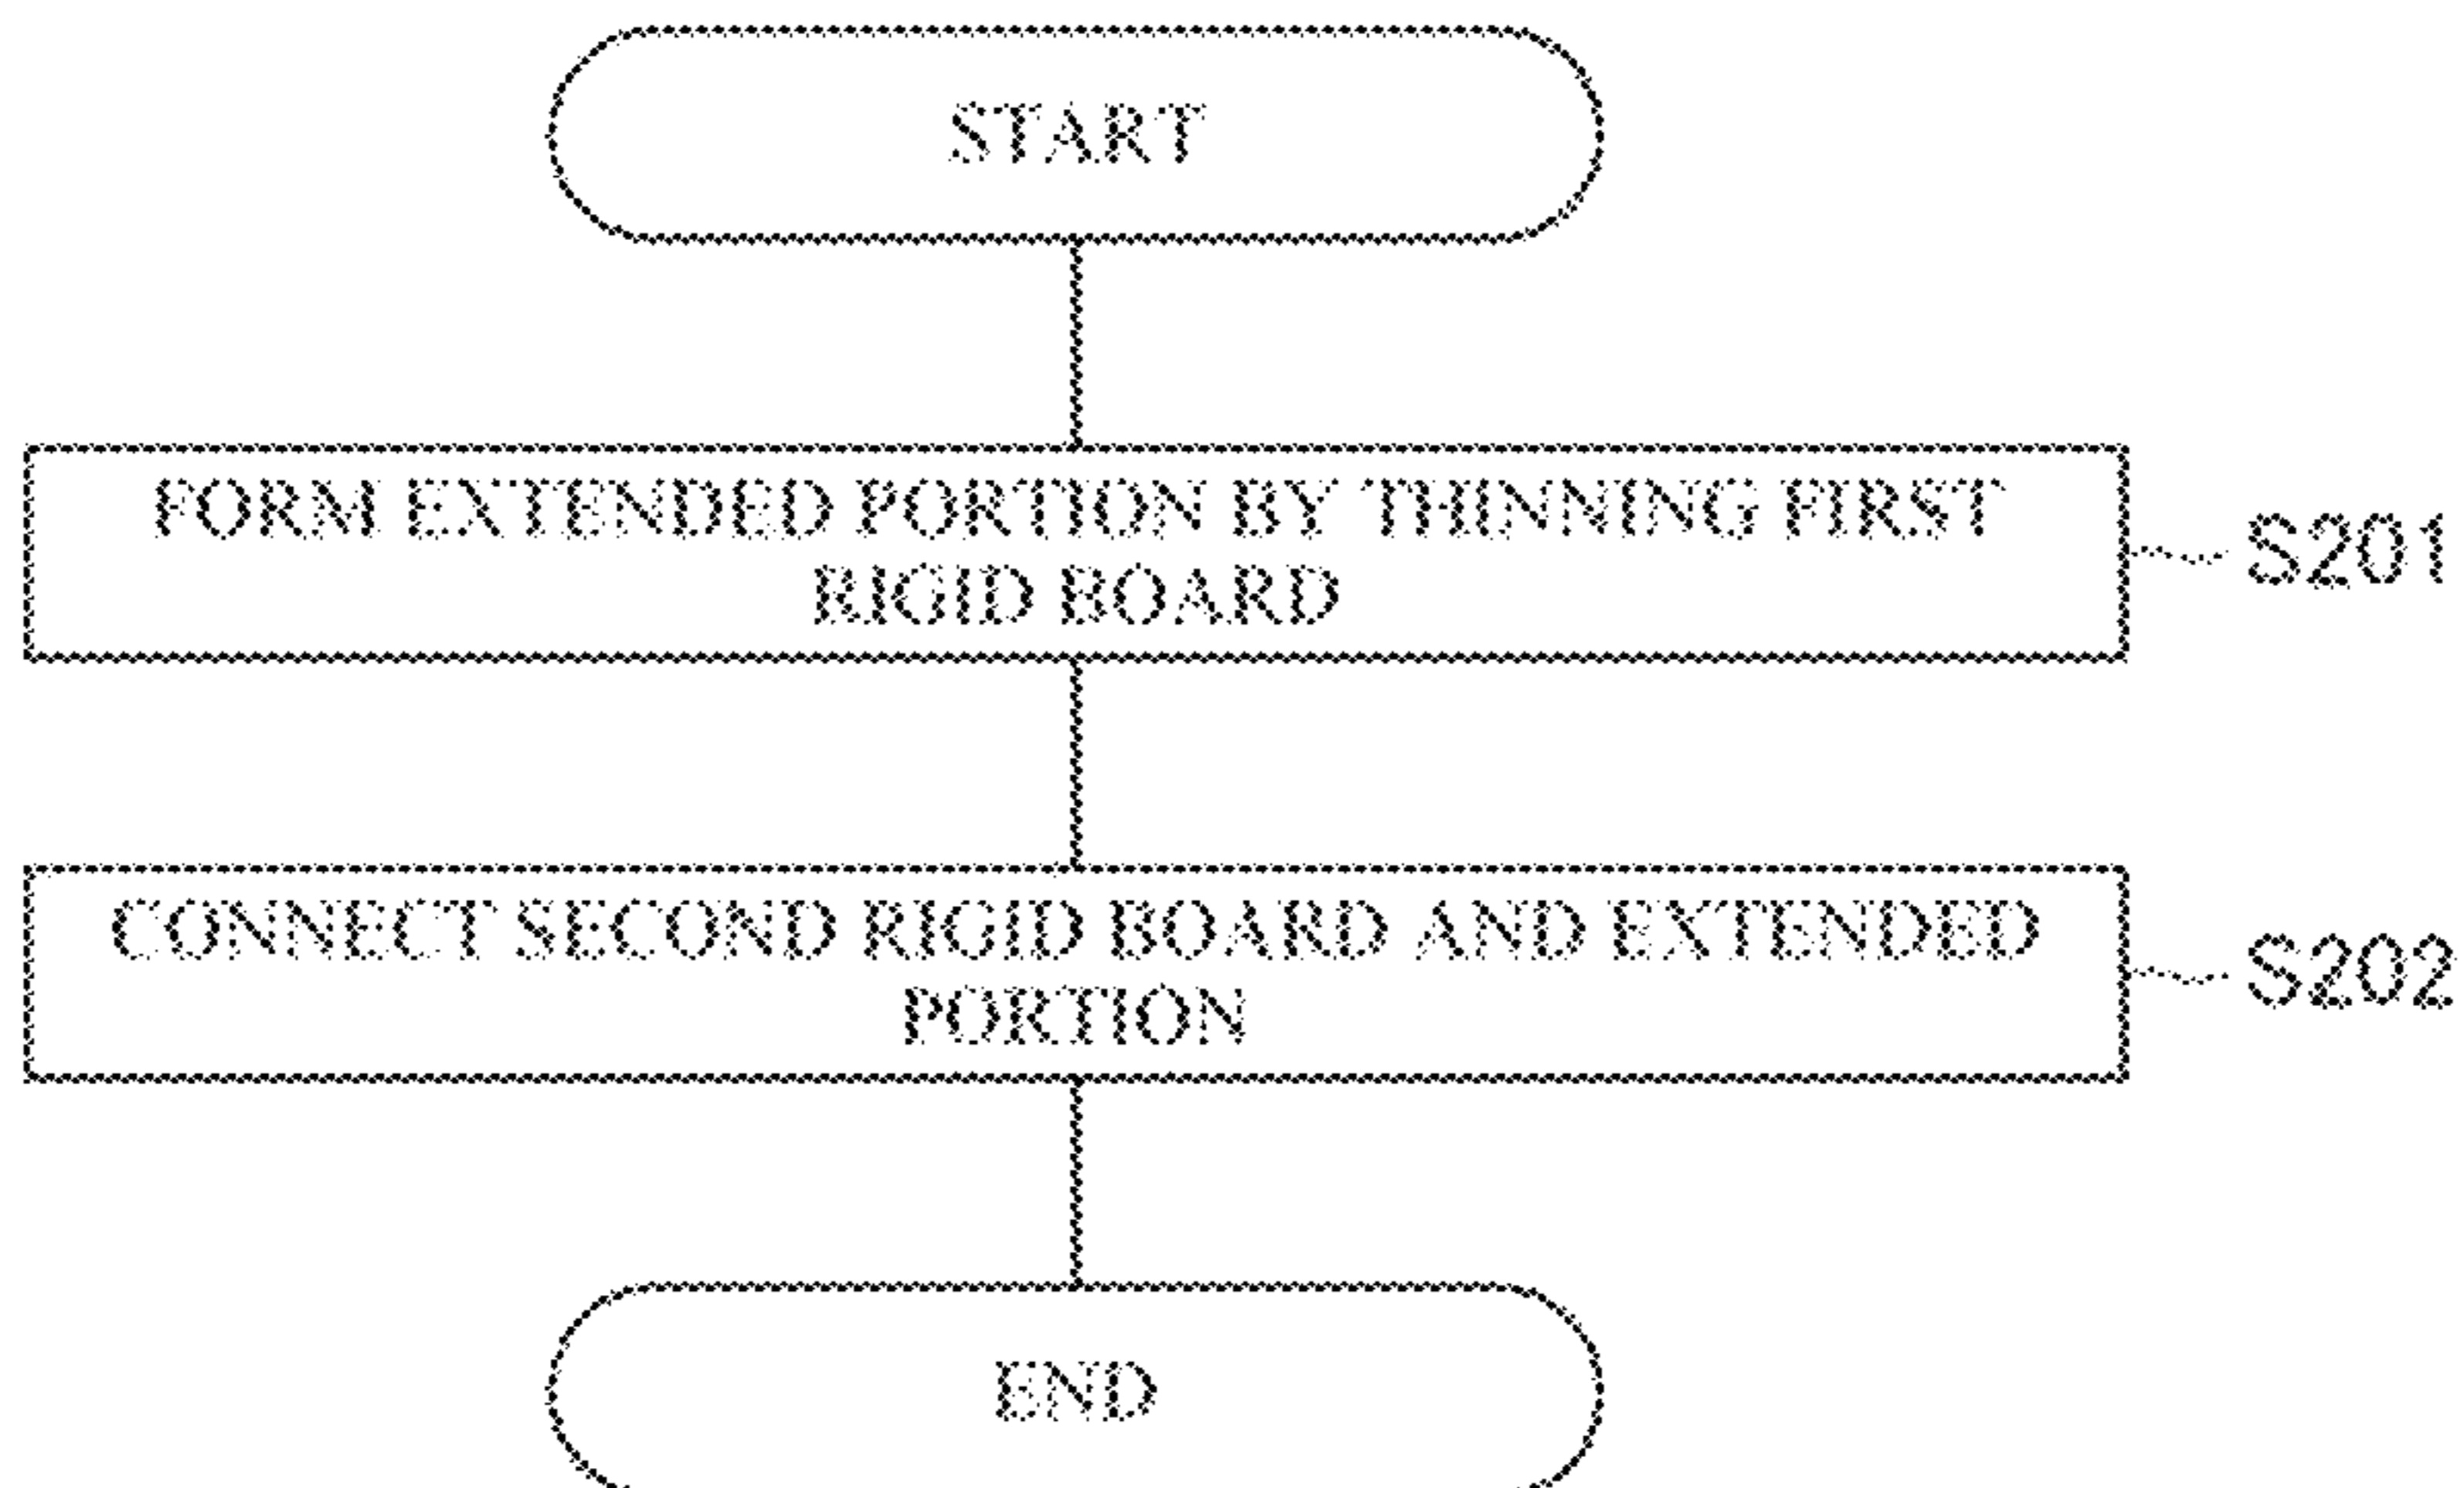 START
FORM EXTENDED PORTION BY THINNING FIRST
RIGID BOARD
S201
CONNECT SECOND RIGID BOARD AND EXTENDED
PORTION
S202
END